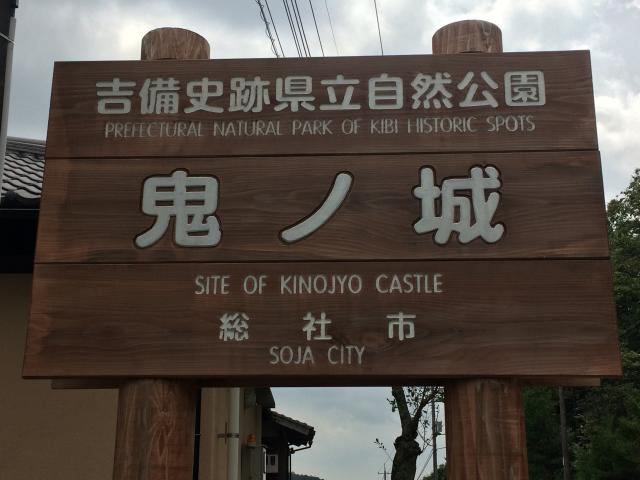 吉備史跡県立自然公園
PREFECTURAL NATURAL PARK OF KIBI HISTORIC SPOTS
鬼ノ城
SITE OF KINOJYO CASTLE
総社市
SOJA CITY